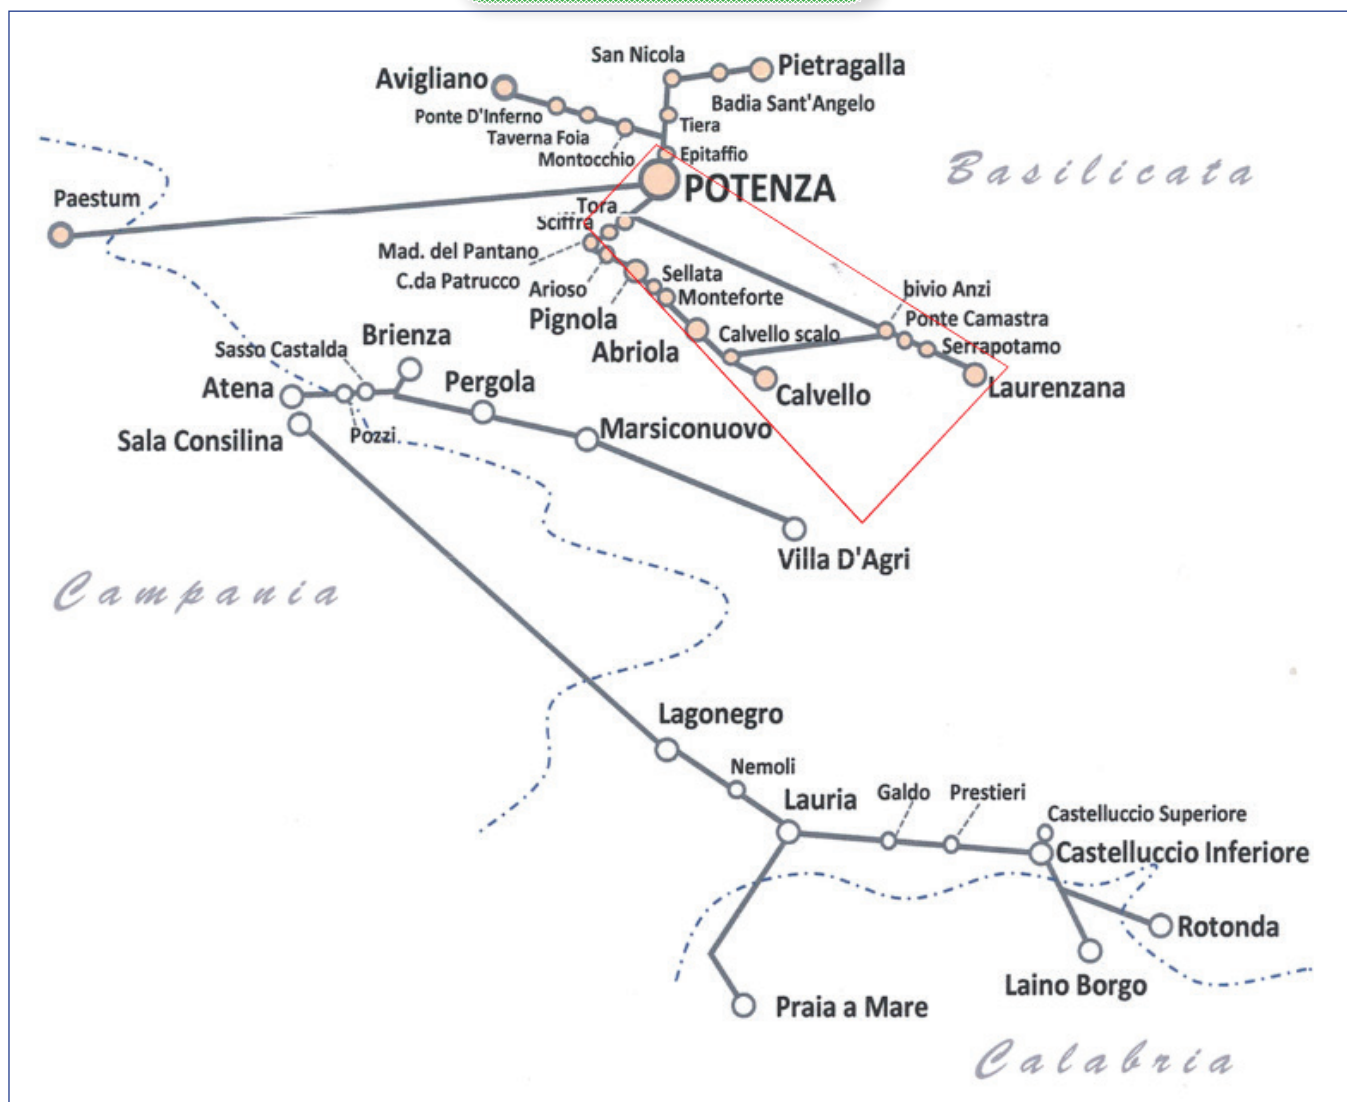 San Nicola
Pietragalla
Avigliano
Badia Sant'Angelo
Ponte D'Inferno
Tiera
Taverna Foia
Montocchio
Epitaffio
Basilicata
POTENZA
Paestum
Tora
Sciffra
Mad. del Pantano
C.da Patrucco
Sellata
Arioso
Monteforte
bivio Anzi
Pignola
Ponte Camastra
Brienza
Abriola
Calvello scalo
Serrapotamo
Sasso Castalda
Atena
Pergola
Calvello
Laurenzana
Sala Consilina
Pozzi
Marsiconuovo
Villa D'Agri
Campania
Lagonegro
Nemoli
Lauria
Galdo
Prestieri
Castelluccio Superiore
Castelluccio Inferiore
Rotonda
Laino Borgo
Praia a Mare
Calabria